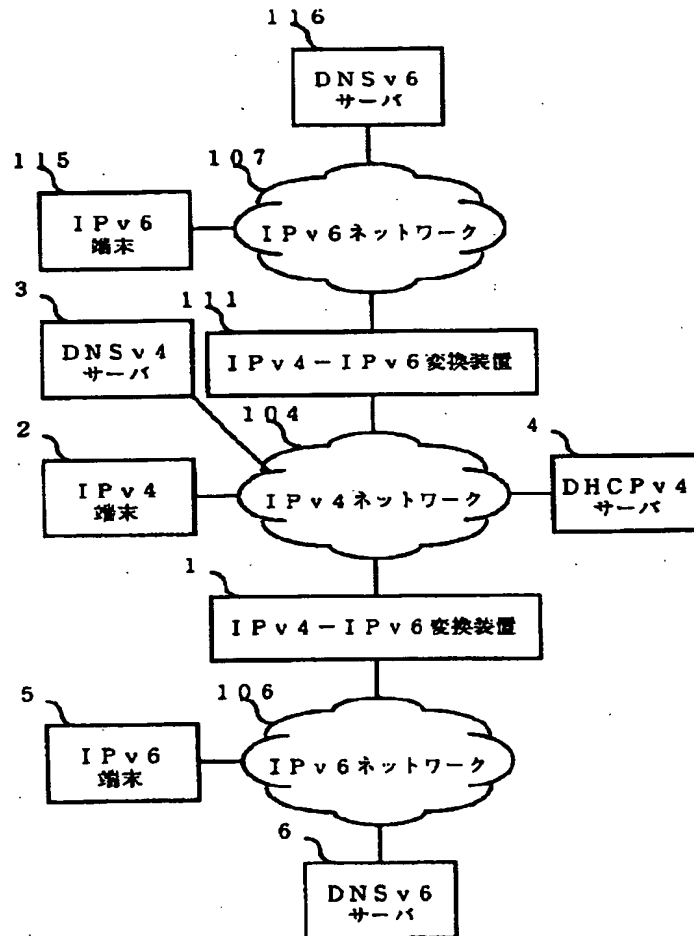 116
DNSv6
サーバ
115
107
IPv6
端末
IPv6ネットワーク
3
111
DNSv4
サーバ
IPv4-IPv6変換装置
2
104
4
IPv4
端末
IPv4ネットワーク
DHCPv4
サーバ
1
IPv4-IPv6変換装置
5
106
IPv6
端末
IPv6ネットワーク
6
DNSv6
サーバ